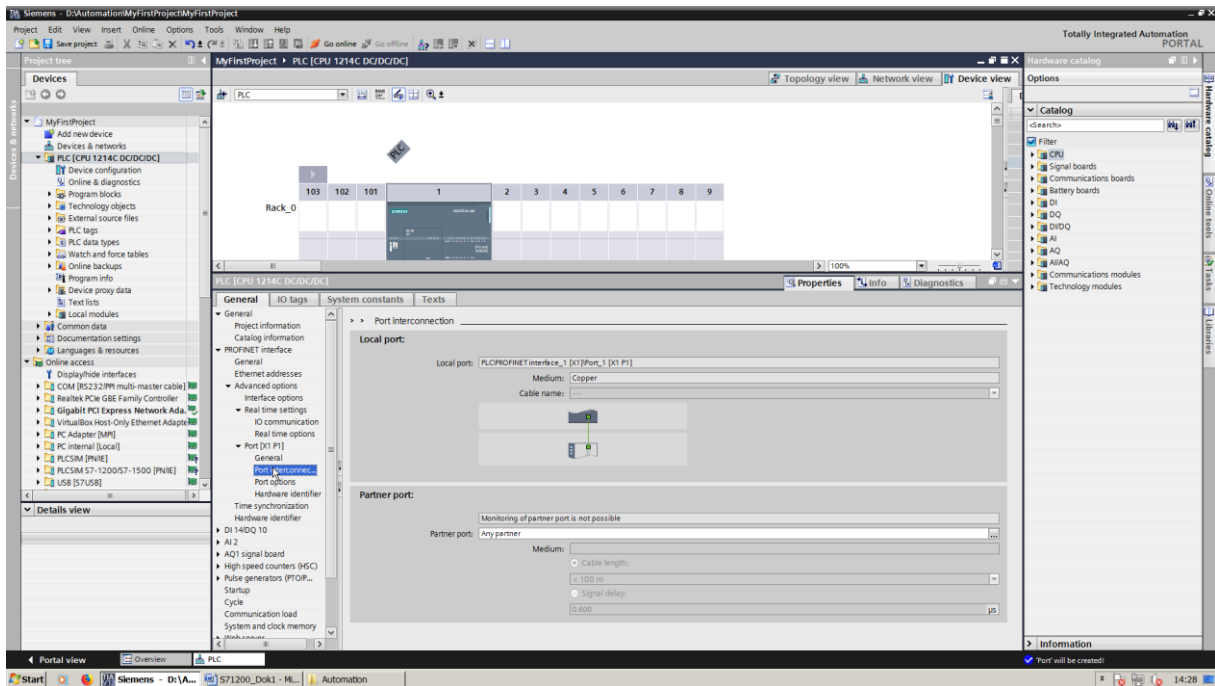 Siemens - D:\Automation\MyFirstProject\MyFirstProject
Project Edit View Insert Online Options Tools Window Help
Save project Go online Go offline
Totally Integrated Automation
PORTAL
Project tree
Devices
Devices & networks
MyFirstProject
Add new device
Devices & networks
PLC [CPU 1214C DC/DC/DC]
Device configuration
Online & diagnostics
Program blocks
Technology objects
External source files
PLC tags
PLC data types
Watch and force tables
Online backups
Program info
Device proxy data
Text lists
Local modules
Common data
Documentation settings
Languages & resources
Online access
Display/hide interfaces
COM [RS232/PPI multi-master cable]
Realtek PCIe GBE Family Controller
Gigabit PCI Express Network Ada...
VirtualBox Host-Only Ethernet Adapte
PC Adapter [MPI]
PC internal [Local]
PLCSIM [PN/IE]
PLCSIM S7-1200/S7-1500 [PN/IE]
USB [S7USB]
Details view
MyFirstProject PLC [CPU 1214C DC/DC/DC]
Topology view Network view Device view
PLC
PLC
103 102 101 1 2 3 4 5 6 7 8 9
Rack_0
SIEMENS
100%
PLC [CPU 1214C DC/DC/DC]
Properties Info Diagnostics
General IO tags System constants Texts
General
Project information
Catalog information
PROFINET interface
General
Ethernet addresses
Advanced options
Interface options
Real time settings
IO communication
Real time options
Port [X1 P1]
General
Port interconnec...
Port options
Hardware identifier
Time synchronization
Hardware identifier
DI 14/DQ 10
AI 2
AQ1 signal board
High speed counters (HSC)
Pulse generators (PTO/P...
Startup
Cycle
Communication load
System and clock memory
Web server
Port interconnection
Local port:
Local port: PLC\PROFINET interface_1 [X1]\Port_1 [X1 P1]
Medium: Copper
Cable name: ---
Partner port:
Monitoring of partner port is not possible
Partner port: Any partner ...
Medium:
Cable length:
< 100 m
Signal delay:
0.600 µs
Hardware catalog
Options
Catalog
<Search>
Filter
CPU
Signal boards
Communications boards
Battery boards
DI
DQ
DI/DQ
AI
AQ
AI/AQ
Communications modules
Technology modules
Information
Hardware catalog
Online tools
Tasks
Libraries
Portal view Overview PLC
'Port' will be created!
Start Siemens - D:\A... S71200_Dok1 - Mi... Automation 14:28